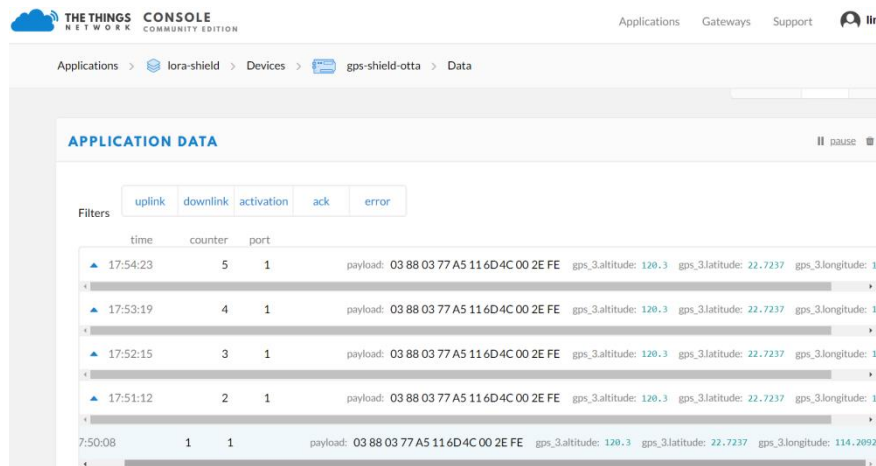 THE THINGS NETWORK CONSOLE COMMUNITY EDITION Applications Gateways Support
Applications > lora-shield > Devices > gps-shield-otta > Data
APPLICATION DATA pause
Filters uplink downlink activation ack error
time counter port
17:54:23 5 1 payload: 03 88 03 77 A5 11 6D 4C 00 2E FE gps_3.altitude: 120.3 gps_3.latitude: 22.7237 gps_3.longitude: 1
17:53:19 4 1 payload: 03 88 03 77 A5 11 6D 4C 00 2E FE gps_3.altitude: 120.3 gps_3.latitude: 22.7237 gps_3.longitude: 1
17:52:15 3 1 payload: 03 88 03 77 A5 11 6D 4C 00 2E FE gps_3.altitude: 120.3 gps_3.latitude: 22.7237 gps_3.longitude: 1
17:51:12 2 1 payload: 03 88 03 77 A5 11 6D 4C 00 2E FE gps_3.altitude: 120.3 gps_3.latitude: 22.7237 gps_3.longitude: 1
7:50:08 1 1 payload: 03 88 03 77 A5 11 6D 4C 00 2E FE gps_3.altitude: 120.3 gps_3.latitude: 22.7237 gps_3.longitude: 114.2092